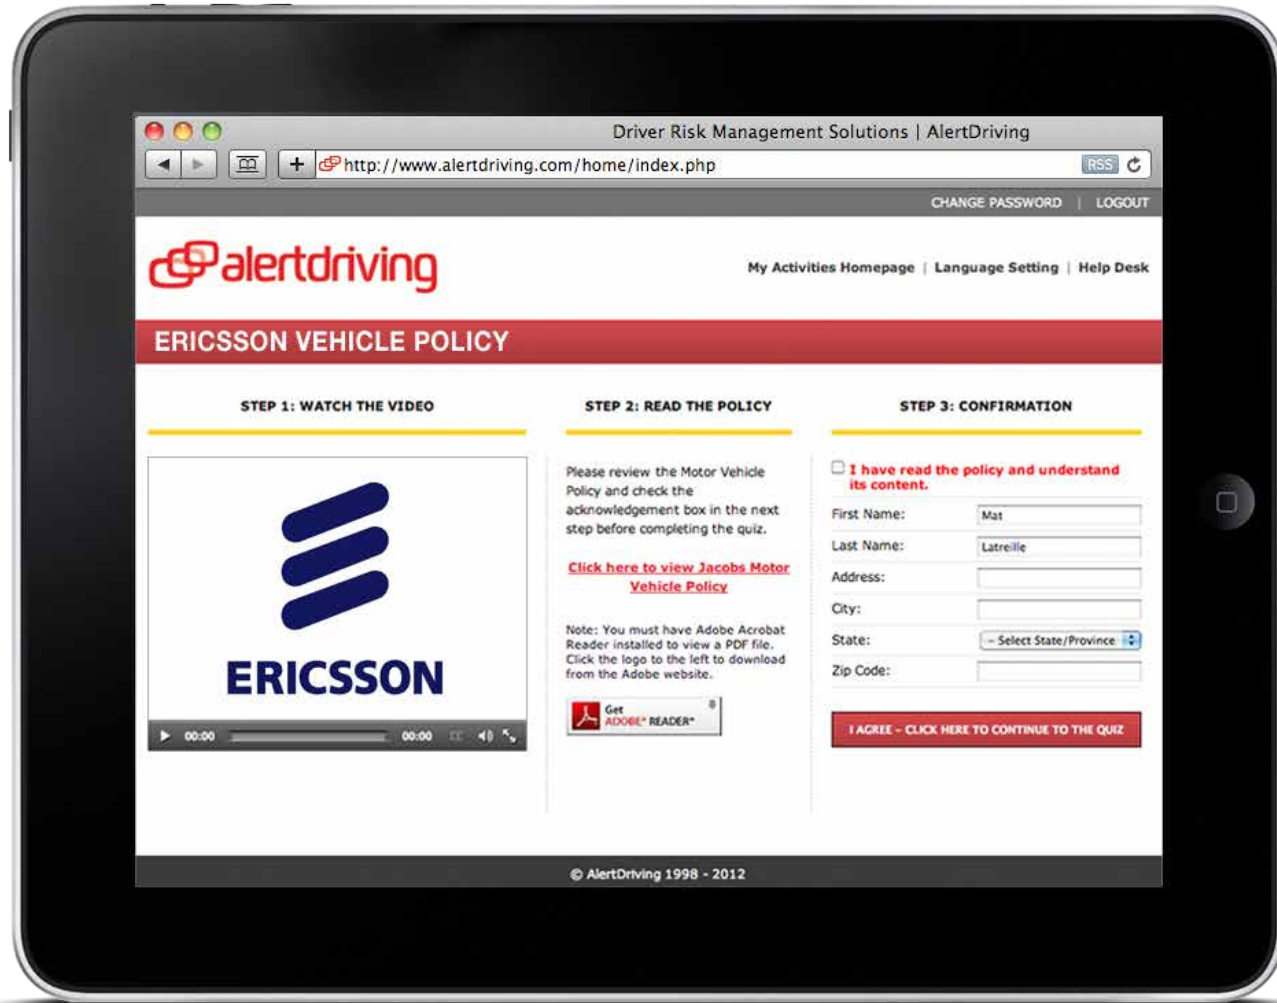 Driver Risk Management Solutions | AlertDriving
http://www.alertdriving.com/home/index.php
RSS
CHANGE PASSWORD | LOGOUT
alertdriving
My Activities Homepage | Language Setting | Help Desk
ERICSSON VEHICLE POLICY
STEP 1: WATCH THE VIDEO
ERICSSON
00:00
00:00
CC
STEP 2: READ THE POLICY
Please review the Motor Vehicle
Policy and check the
acknowledgement box in the next
step before completing the quiz.
Click here to view Jacobs Motor
Vehicle Policy
Note: You must have Adobe Acrobat
Reader installed to view a PDF file.
Click the logo to the left to download
from the Adobe website.
Get
ADOBE® READER®
STEP 3: CONFIRMATION
I have read the policy and understand
its content.
First Name: Mat
Last Name: Latreille
Address:
City:
State: – Select State/Province
Zip Code:
I AGREE – CLICK HERE TO CONTINUE TO THE QUIZ
© AlertDriving 1998 - 2012